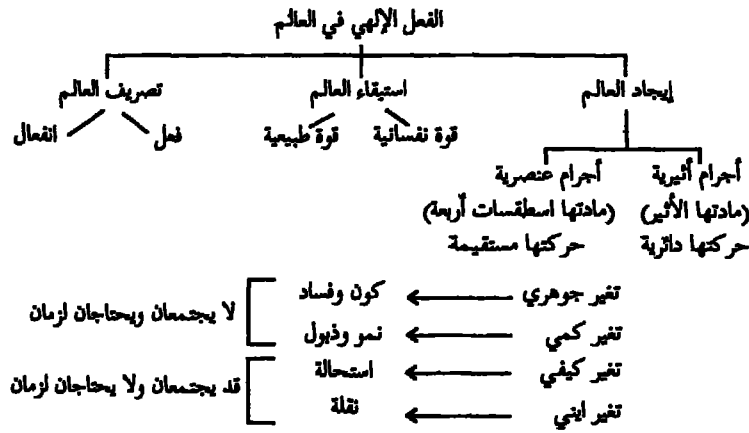 الفعل الإلهي في العالم
إيجاد العالم استبقاء العالم تصريف العالم
قوة نفسانية قوة طبيعية فعل انفعال
أجرام أثيرية أجرام عنصرية
(مادتها الأثير) (مادتها اسطقسات أربعة)
حركتها دائرية حركتها مستقيمة
تغير جوهري كون وفساد
لا يجتمعان ويحتاجان لزمان
تغير كمي نمو وذبول
تغير كيفي استحالة
قد يجتمعان ولا يحتاجان لزمان
تغير ايني نقلة